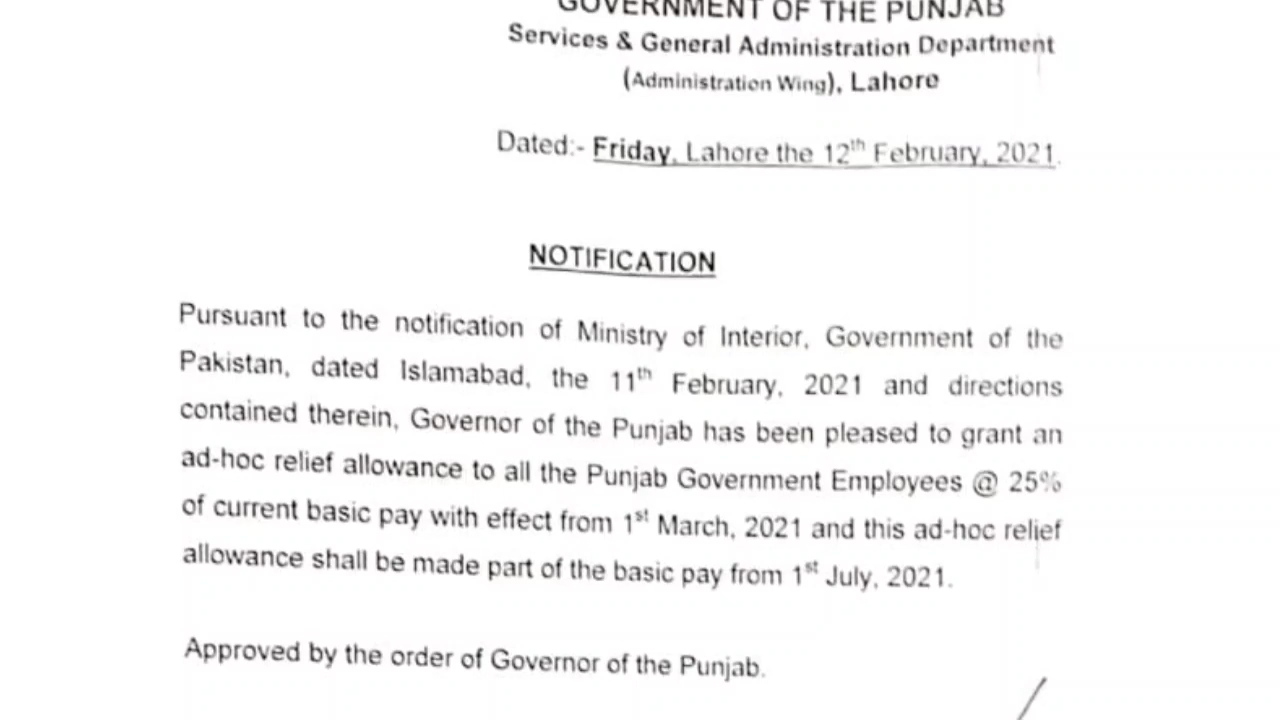 GOVERNMENT OF THE PUNJAB
Services & General Administration Department
(Administration Wing), Lahore
Dated:- Friday, Lahore the 12th February, 2021.
NOTIFICATION
Pursuant to the notification of Ministry of Interior, Government of the
Pakistan, dated Islamabad, the 11th February, 2021 and directions
contained therein, Governor of the Punjab has been pleased to grant an
ad-hoc relief allowance to all the Punjab Government Employees @ 25%
of current basic pay with effect from 1st March, 2021 and this ad-hoc relief
allowance shall be made part of the basic pay from 1st July, 2021.
Approved by the order of Governor of the Punjab.